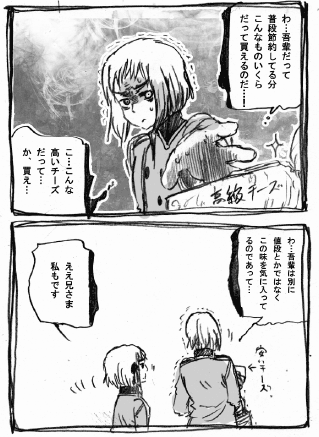 わ…吾輩だって
普段節約してる分
こんなものいくら
だって買えるのだ…！
こ…こんな
高いチーズ
だって…
か、買え…
高級チーズ
わ…吾輩は別に
値段とかではなく
この味を気に入って
るのであって…
安い
チーズ。
ええ兄さま
私もです